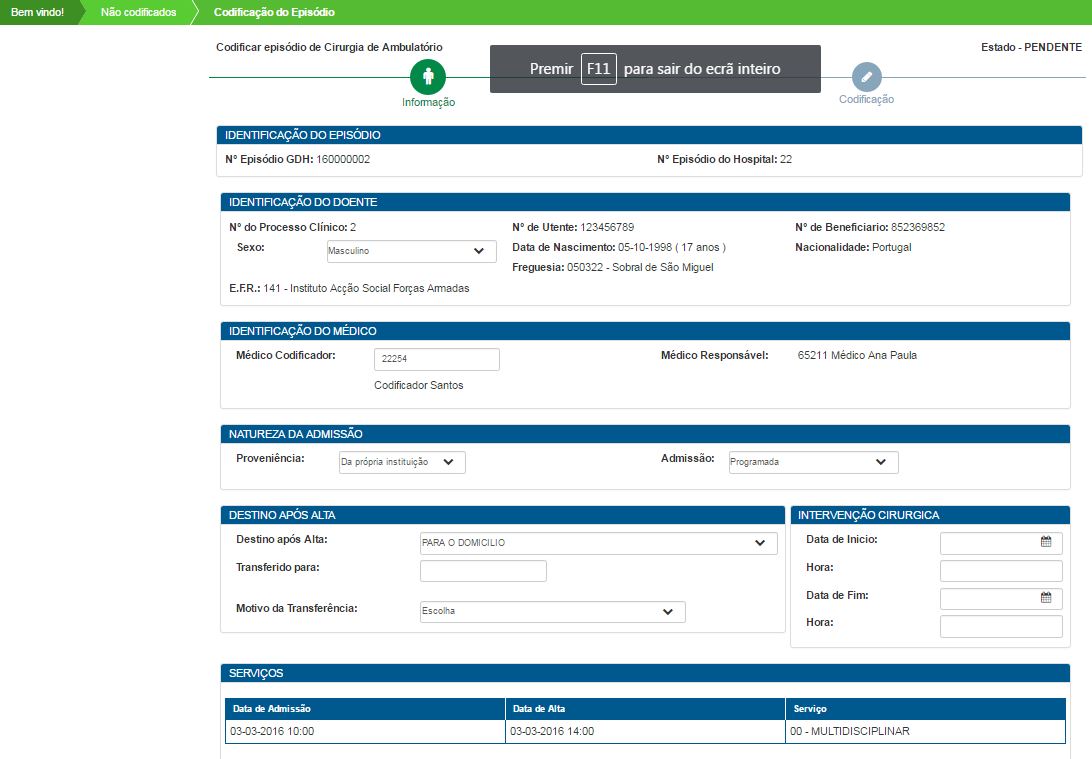 Bem vindo! Não codificados Codificação do Episódio
Codificar episódio de Cirurgia de Ambulatório
Estado - PENDENTE
Premir F11 para sair do ecrã inteiro
Informação
Codificação
IDENTIFICAÇÃO DO EPISÓDIO
Nº Episódio GDH: 160000002 Nº Episódio do Hospital: 22
IDENTIFICAÇÃO DO DOENTE
Nº do Processo Clínico: 2 Nº de Utente: 123456789 Nº de Beneficiario: 852369852
Sexo: Masculino Data de Nascimento: 05-10-1998 ( 17 anos ) Nacionalidade: Portugal
Freguesia: 050322 - Sobral de São Miguel
E.F.R.: 141 - Instituto Acção Social Forças Armadas
IDENTIFICAÇÃO DO MÉDICO
Médico Codificador: 22254 Médico Responsável: 65211 Médico Ana Paula
Codificador Santos
NATUREZA DA ADMISSÃO
Proveniência: Da própria instituição Admissão: Programada
DESTINO APÓS ALTA
Destino após Alta: PARA O DOMICILIO
Transferido para:
Motivo da Transferência: Escolha
INTERVENÇÃO CIRURGICA
Data de Inicio:
Hora:
Data de Fim:
Hora:
SERVIÇOS
Data de Admissão Data de Alta Serviço
03-03-2016 10:00 03-03-2016 14:00 00 - MULTIDISCIPLINAR